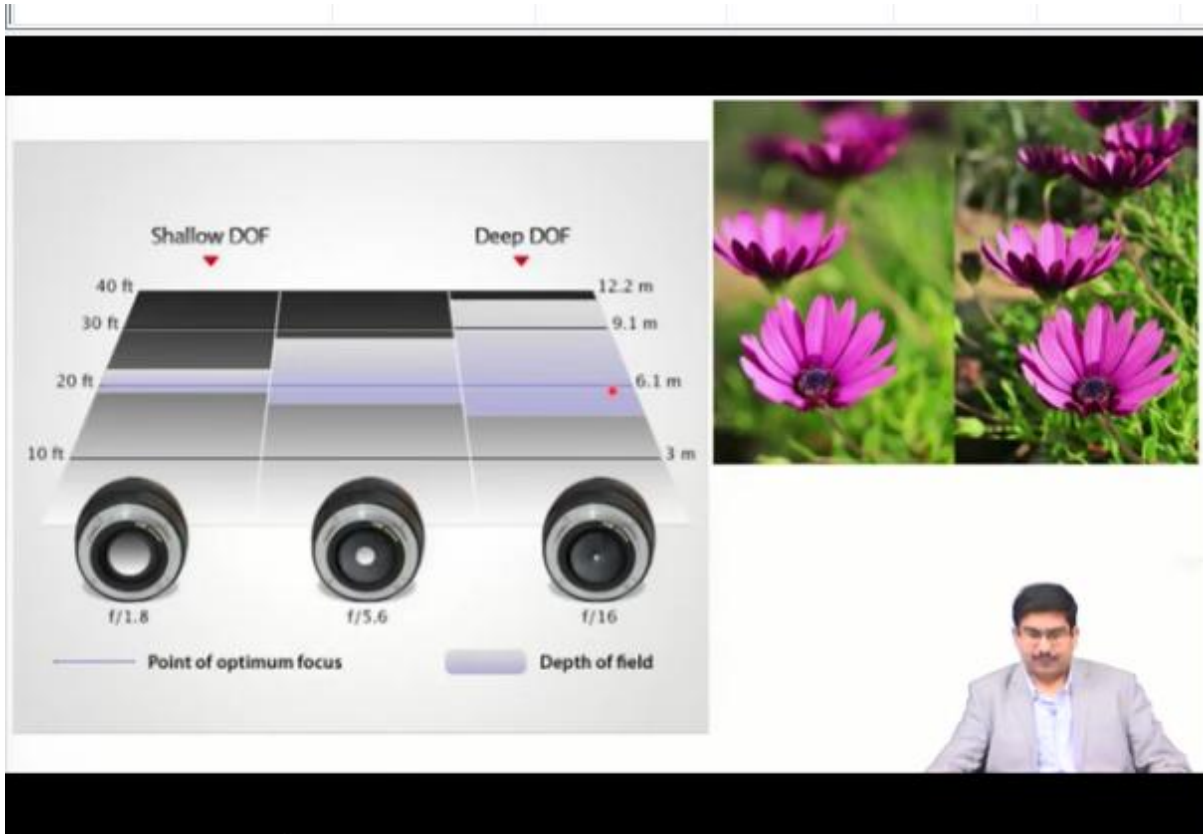 Shallow DOF
Deep DOF
40 ft
12.2 m
30 ft
9.1 m
20 ft
6.1 m
10 ft
3 m
f/1.8
f/5.6
f/16
Point of optimum focus
Depth of field